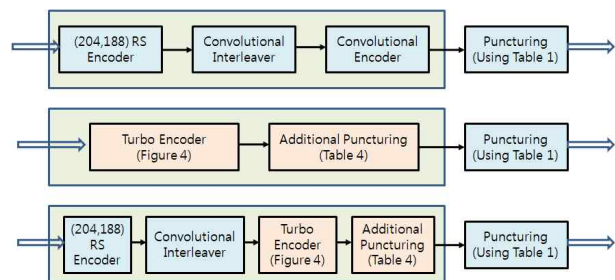 (204,188) RS
Encoder
Convolutional
Interleaver
Convolutional
Encoder
Puncturing
(Using Table 1)
Turbo Encoder
(Figure 4)
Additional Puncturing
(Table 4)
Puncturing
(Using Table 1)
(204,188)
RS
Encoder
Convolutional
Interleaver
Turbo
Encoder
(Figure 4)
Additional
Puncturing
(Table 4)
Puncturing
(Using Table 1)